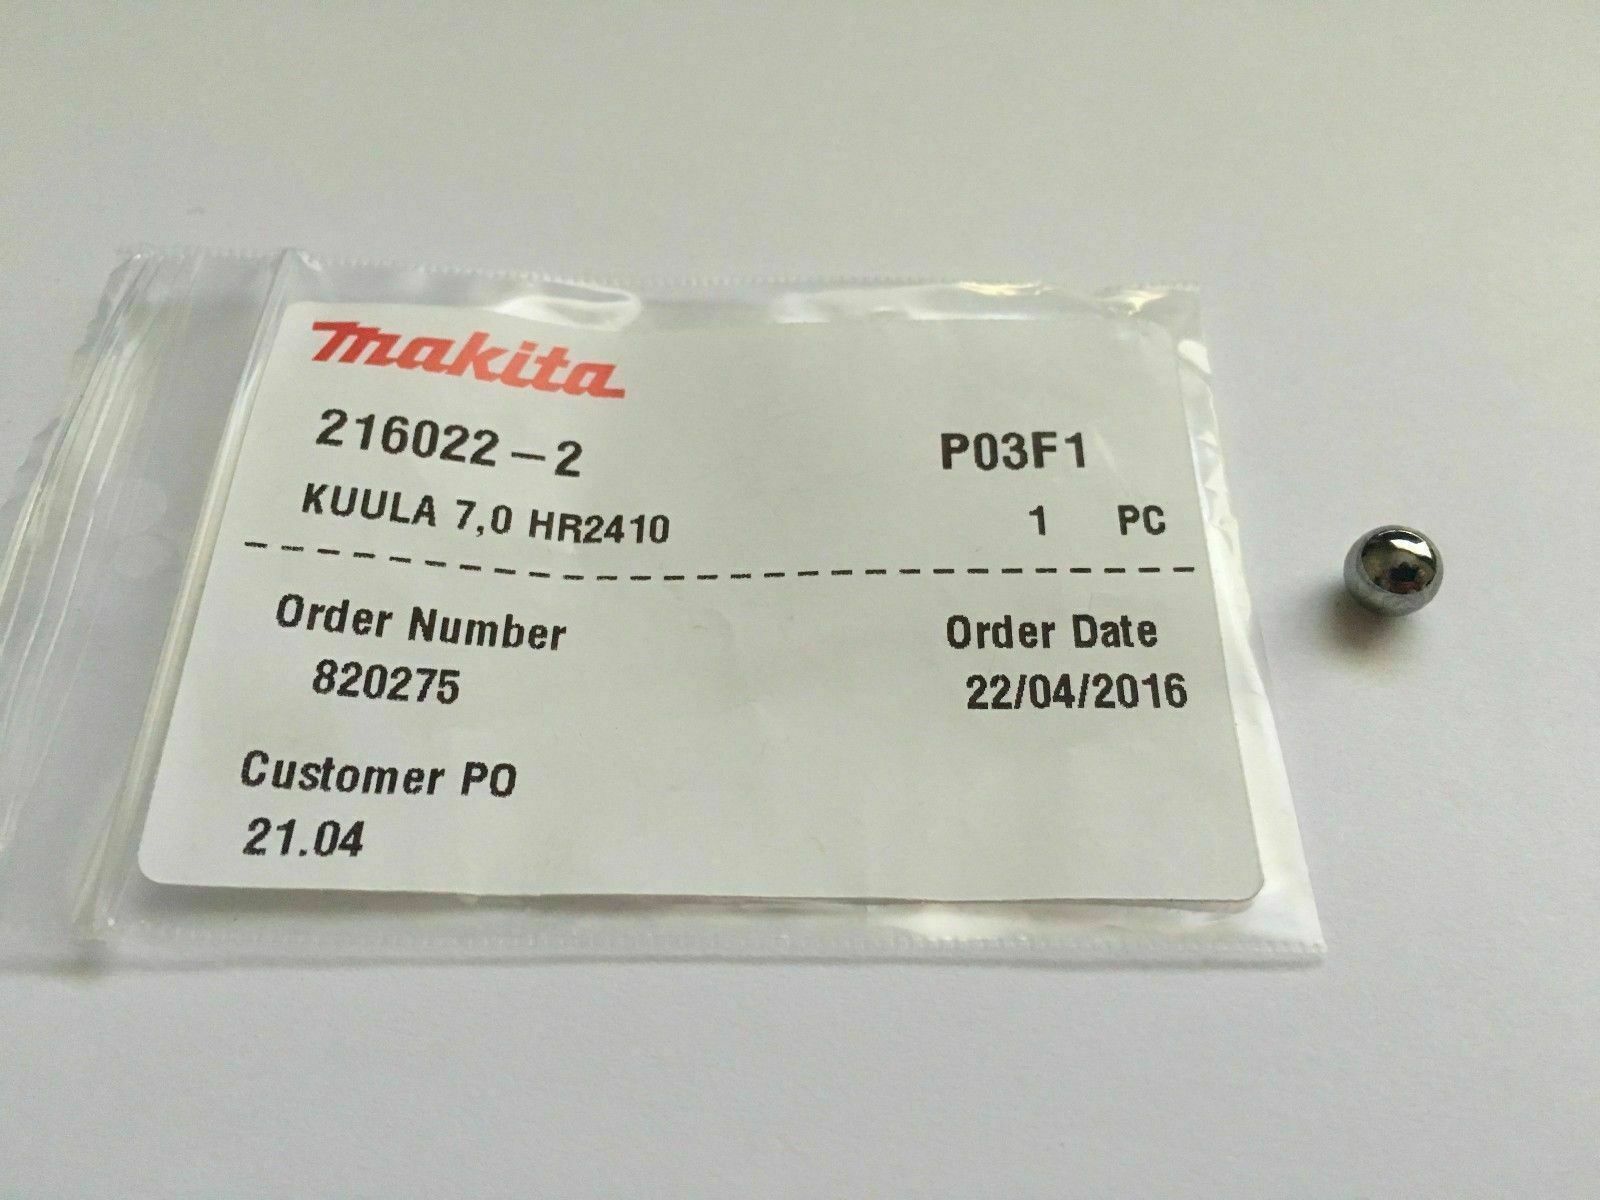 makita
216022-2 P03F1
KUULA 7,0 HR2410 1 PC
Order Number Order Date
820275 22/04/2016
Customer PO
21.04